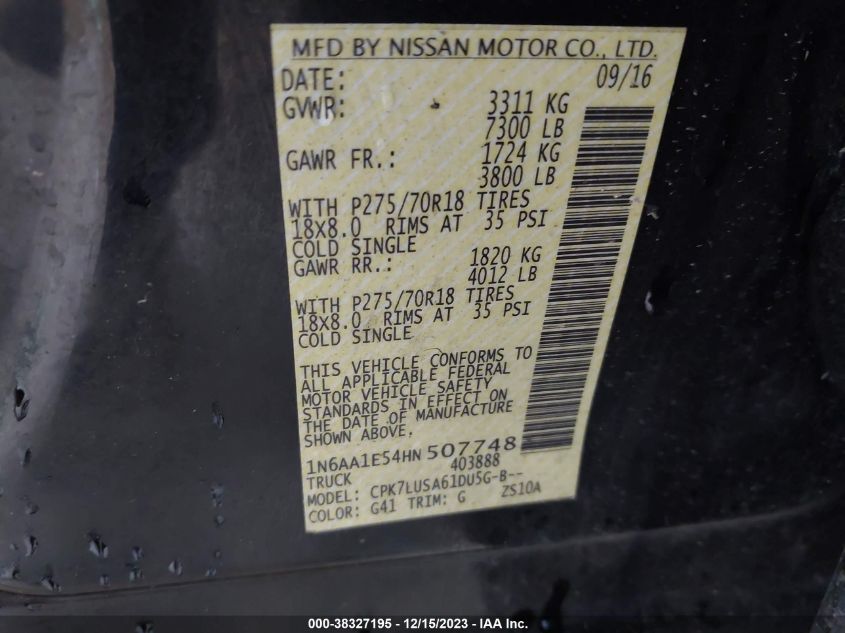 MFD BY NISSAN MOTOR CO., LTD.
DATE: 09/16
GVWR: 3311 KG
7300 LB
GAWR FR.: 1724 KG
3800 LB
WITH P275/70R18 TIRES
18X8.0 RIMS AT 35 PSI
COLD SINGLE
GAWR RR.: 1820 KG
4012 LB
WITH P275/70R18 TIRES
18X8.0 RIMS AT 35 PSI
COLD SINGLE
THIS VEHICLE CONFORMS TO
ALL APPLICABLE FEDERAL
MOTOR VEHICLE SAFETY
STANDARDS IN EFFECT ON
THE DATE OF MANUFACTURE
SHOWN ABOVE.
1N6AA1E54HN 507748
TRUCK 403888
MODEL: CPK7LUSA61DU5G-B--
COLOR: G41 TRIM: G ZS10A
000-38327195 - 12/15/2023 - IAA Inc.